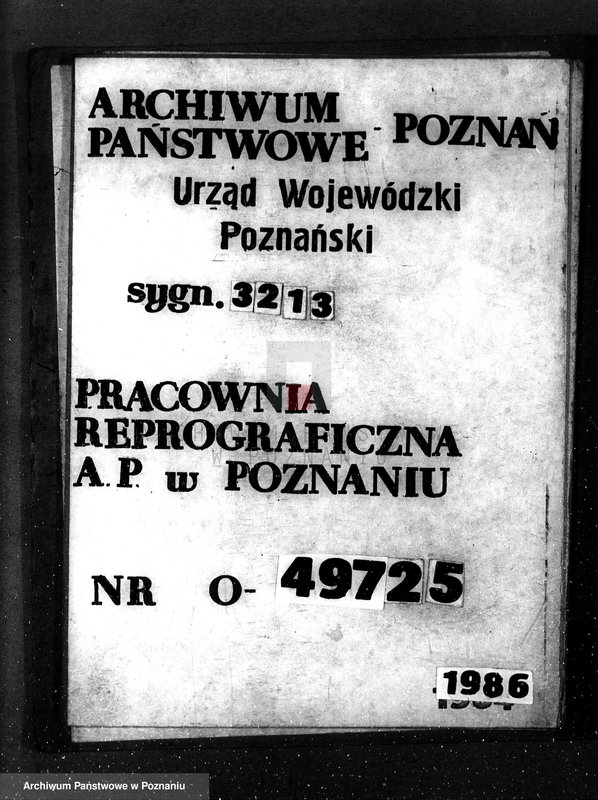 ARCHIWUM
PAŃSTWOWE - POZNAŃ
Urząd Wojewódzki
Poznański
sygn. 3213
PRACOWNIA
REPROGRAFICZNA
A.P. w POZNANIU
NR O- 49725
1986
Archiwum Państwowe w Poznaniu